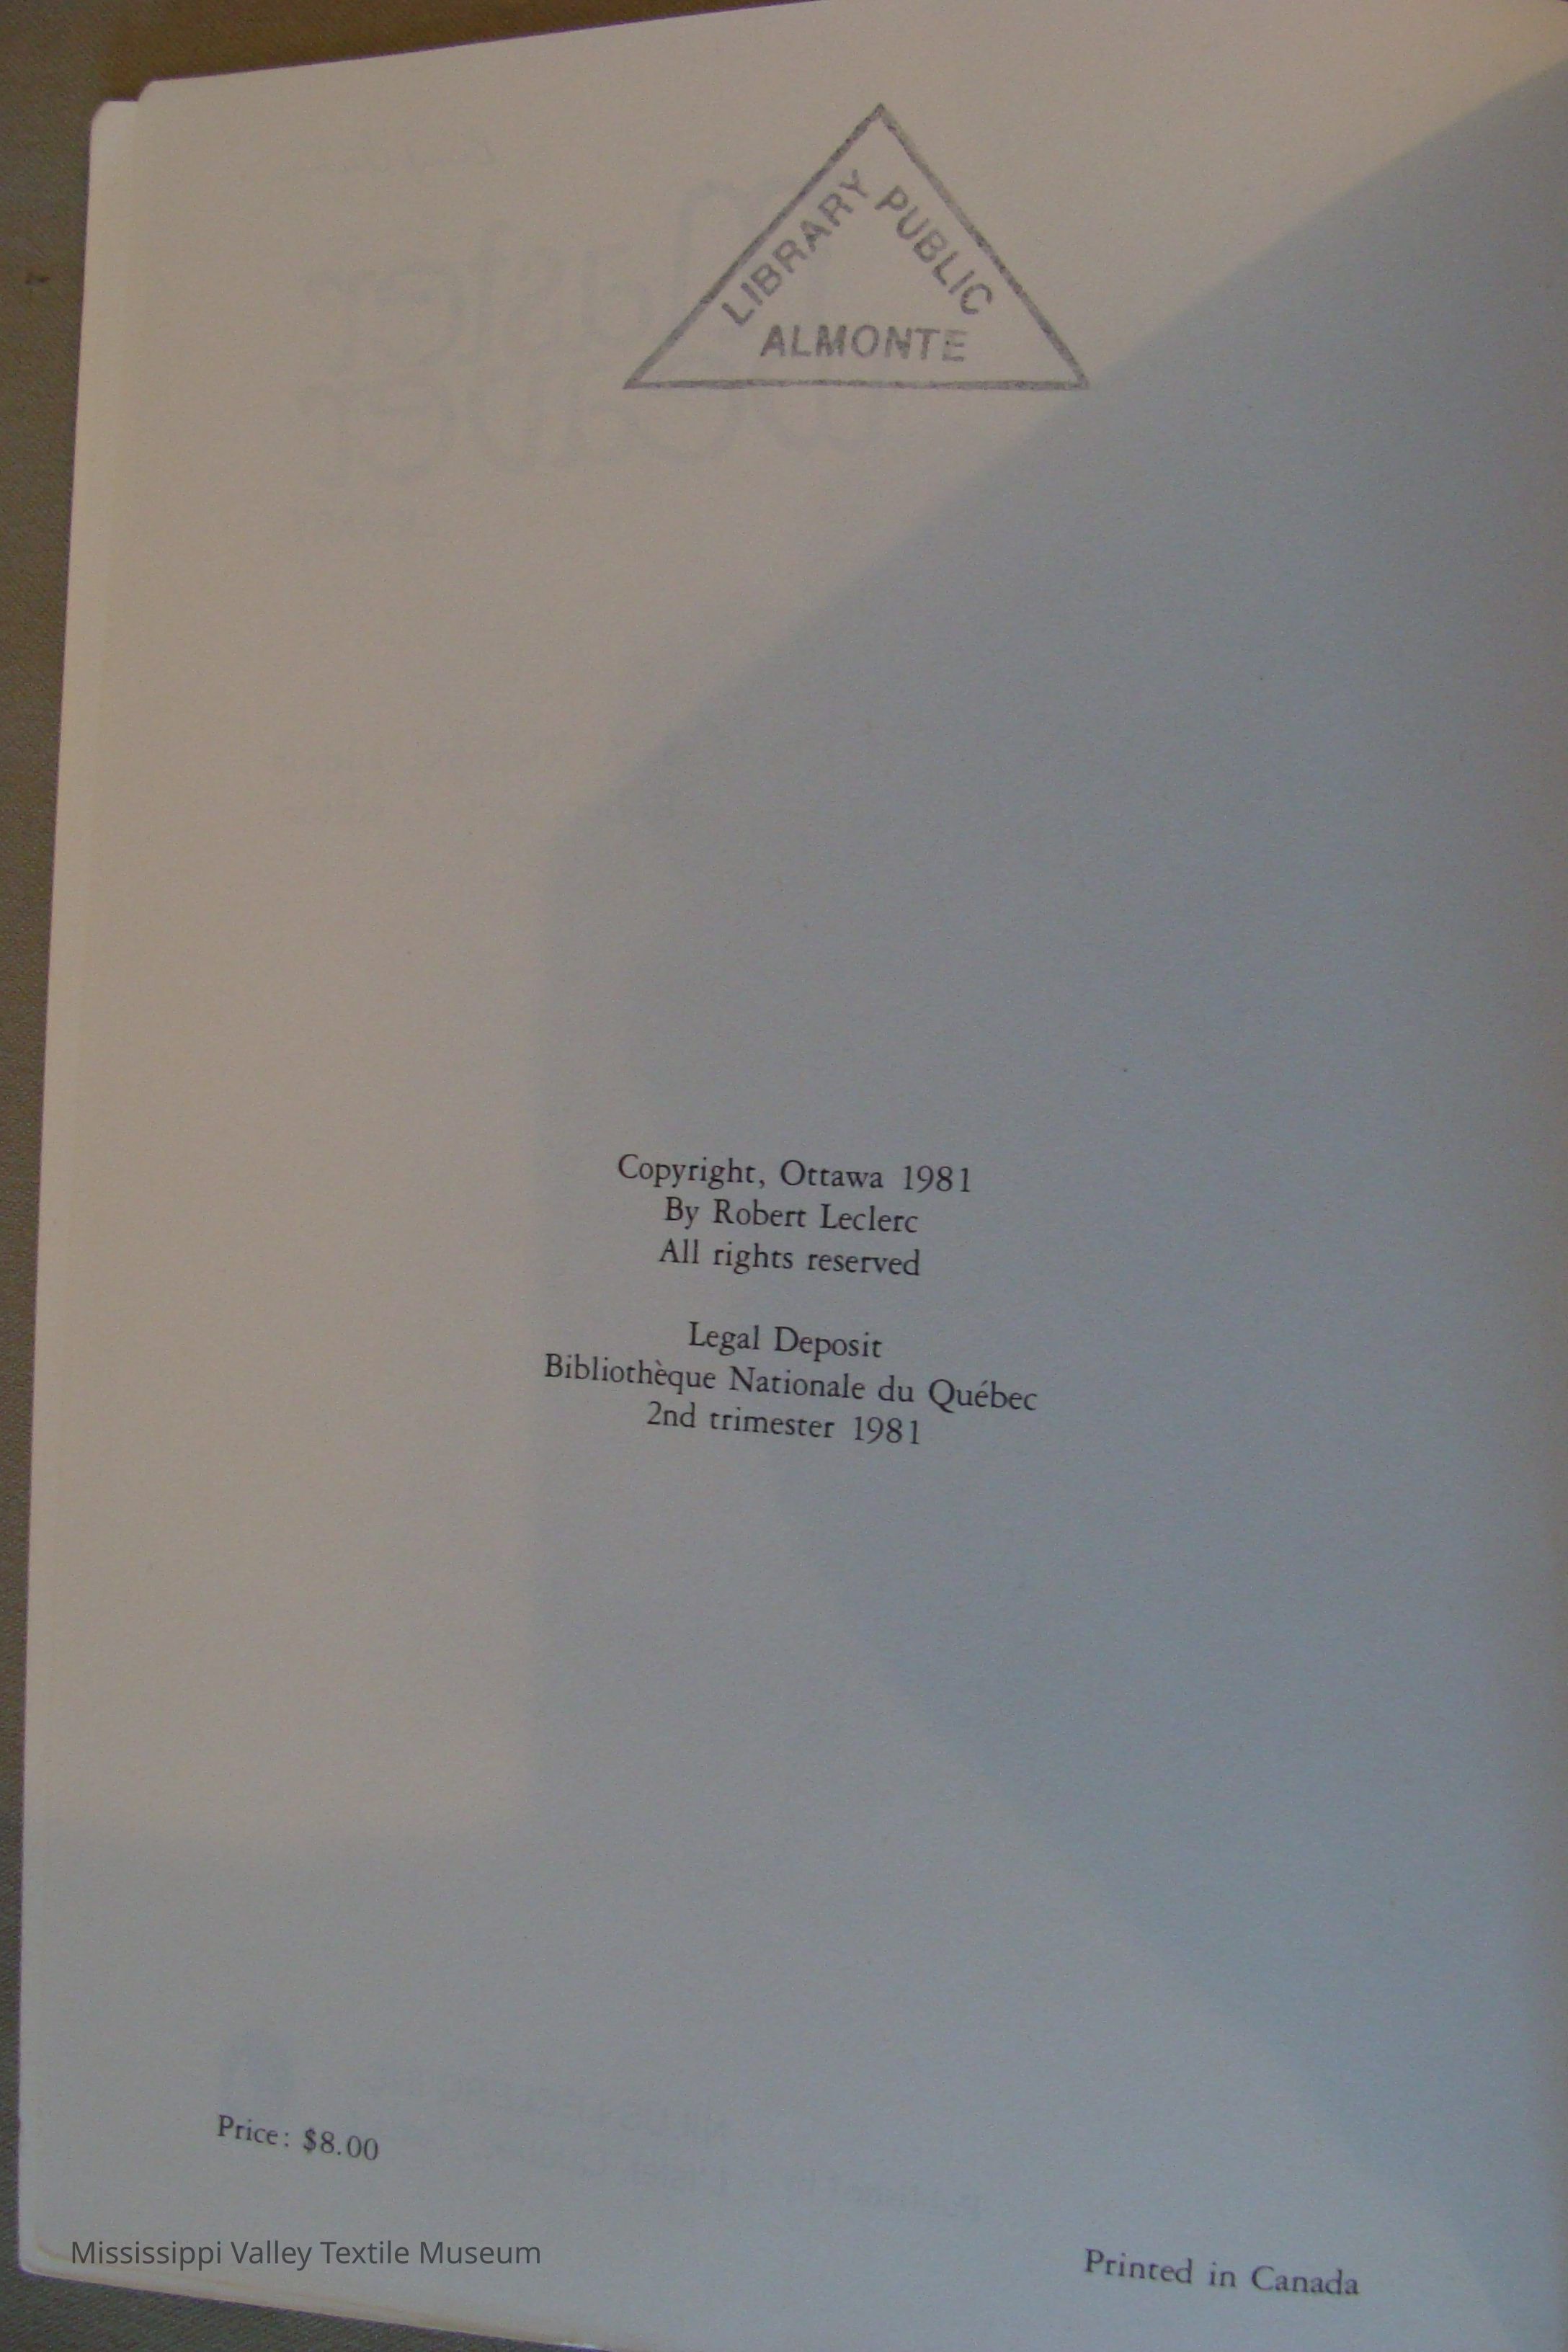 LIBRARY PUBLIC
ALMONTE
Copyright, Ottawa 1981
By Robert Leclerc
All rights reserved
Legal Deposit
Bibliothèque Nationale du Québec
2nd trimester 1981
Price: $8.00
Mississippi Valley Textile Museum
Printed in Canada